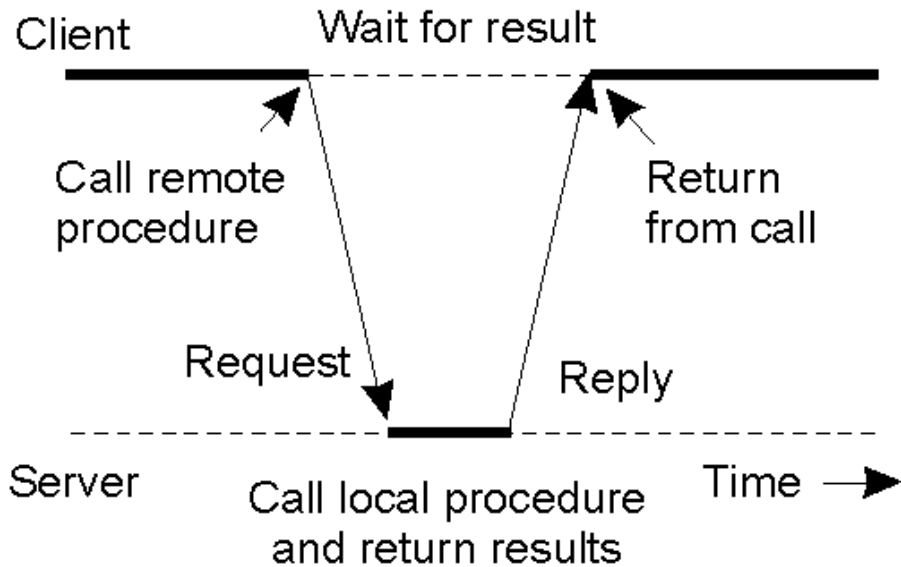 Client
Wait for result
Call remote
procedure
Return
from call
Request
Reply
Server
Call local procedure
and return results
Time